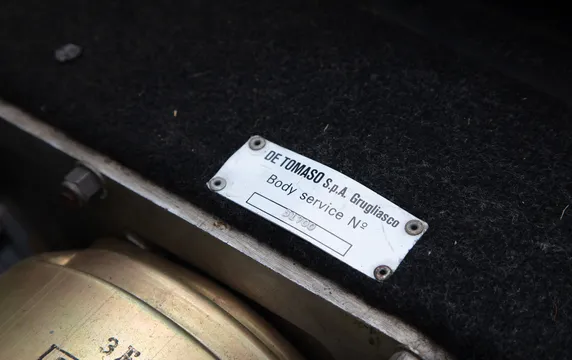 DE TOMASO S.p.A. Grugliasco
Body service Nº